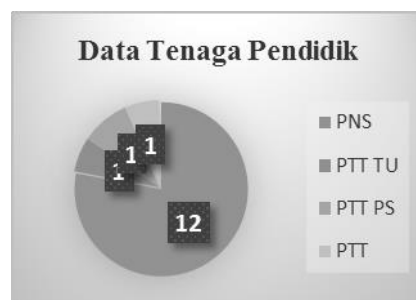 Data Tenaga Pendidik
1
1
1
12
PNS
PTT TU
PTT PS
PTT